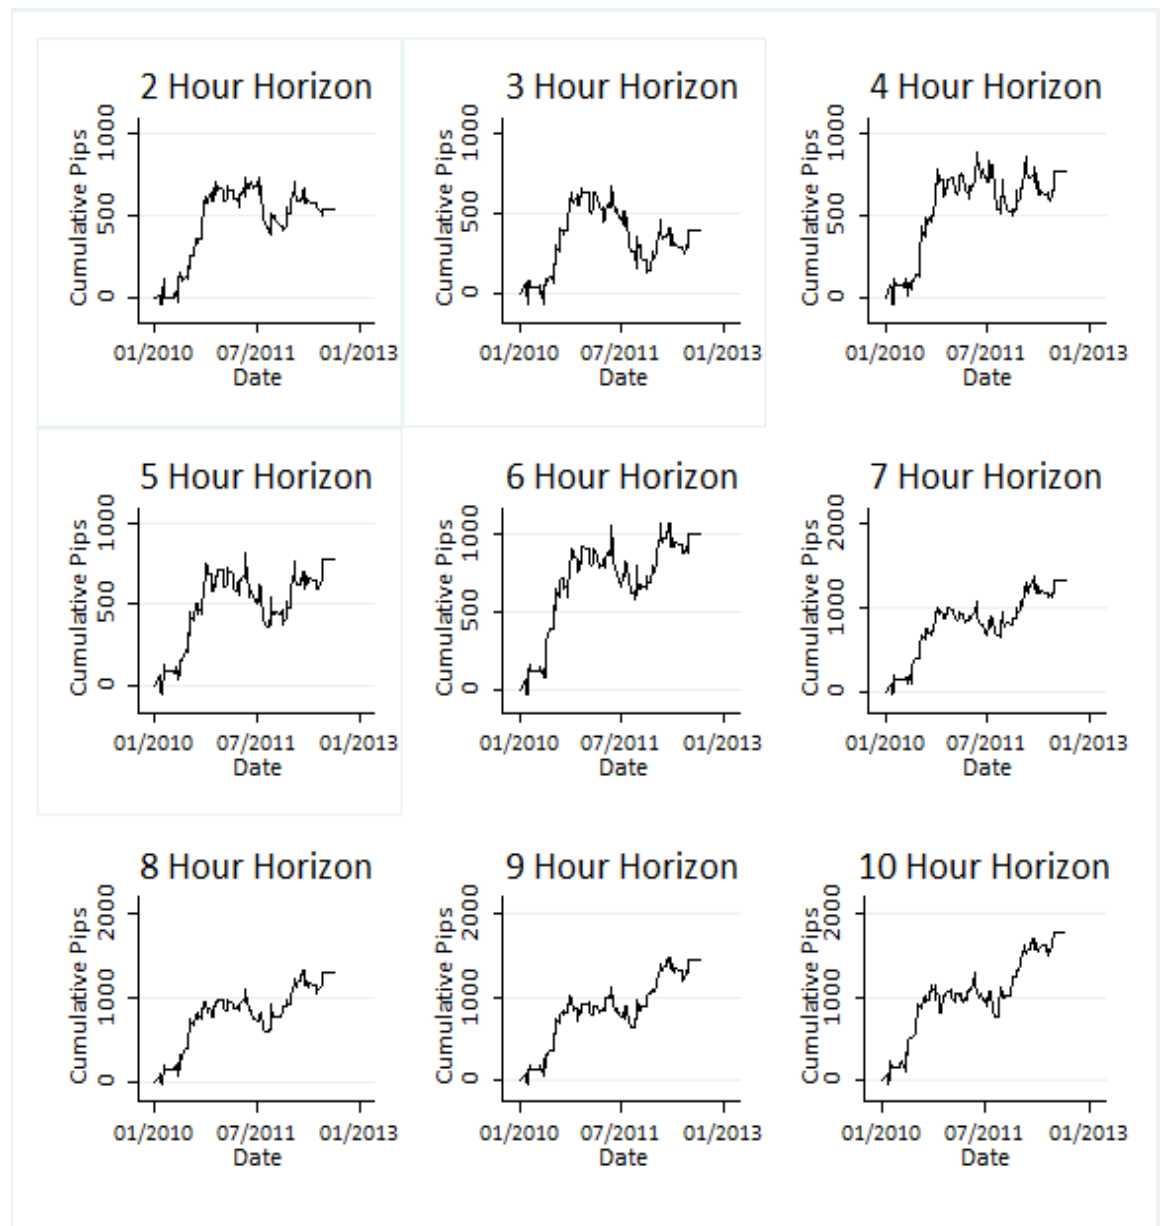 2 Hour Horizon
Cumulative Pips
1000
500
0
01/2010 07/2011 01/2013
Date
3 Hour Horizon
Cumulative Pips
1000
500
0
01/2010 07/2011 01/2013
Date
4 Hour Horizon
Cumulative Pips
1000
500
0
01/2010 07/2011 01/2013
Date
5 Hour Horizon
Cumulative Pips
1000
500
0
01/2010 07/2011 01/2013
Date
6 Hour Horizon
Cumulative Pips
1000
500
0
01/2010 07/2011 01/2013
Date
7 Hour Horizon
Cumulative Pips
2000
1000
0
01/2010 07/2011 01/2013
Date
8 Hour Horizon
Cumulative Pips
2000
1000
0
01/2010 07/2011 01/2013
Date
9 Hour Horizon
Cumulative Pips
2000
1000
0
01/2010 07/2011 01/2013
Date
10 Hour Horizon
Cumulative Pips
2000
1000
0
01/2010 07/2011 01/2013
Date